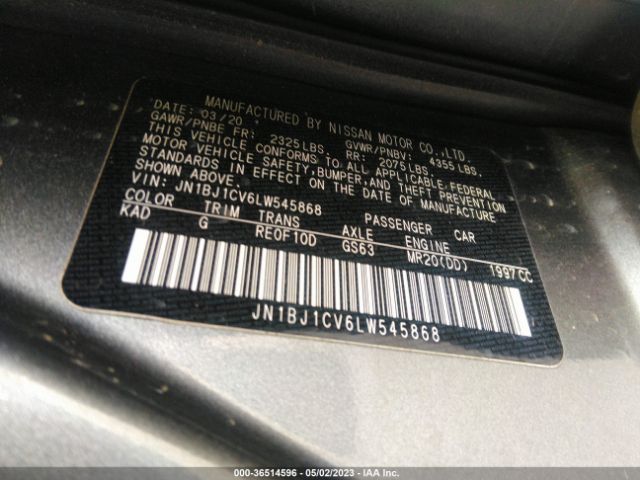 MANUFACTURED BY NISSAN MOTOR CO.,LTD.
DATE: 03/20 GVWR/PNBV: 4355 LBS.
GAWR/PNBE FR: 2325LBS. RR: 2075LBS.
THIS VEHICLE CONFORMS TO ALL APPLICABLE FEDERAL
MOTOR VEHICLE SAFETY,BUMPER,AND THEFT PREVENTION
STANDARDS IN EFFECT ON THE DATE OF MANUFACTURE
SHOWN ABOVE.
VIN: JN1BJ1CV6LW545868 PASSENGER CAR
COLOR TRIM TRANS AXLE ENGINE
KAD G RE0F10D GS63 MR20(DD) 1997CC
JN1BJ1CV6LW545868
000-36514596 - 05/02/2023 - IAA Inc.